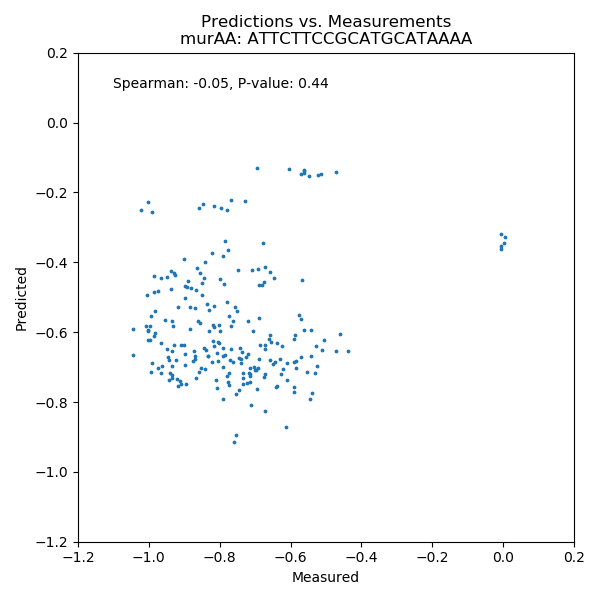 Predictions vs. Measurements
murAA: ATTCTTCCGCATGCATAAAA
Spearman: -0.05, P-value: 0.44
0.2
0.0
−0.2
−0.4
−0.6
−0.8
−1.0
−1.2
Predicted
−1.2 −1.0 −0.8 −0.6 −0.4 −0.2 0.0 0.2
Measured